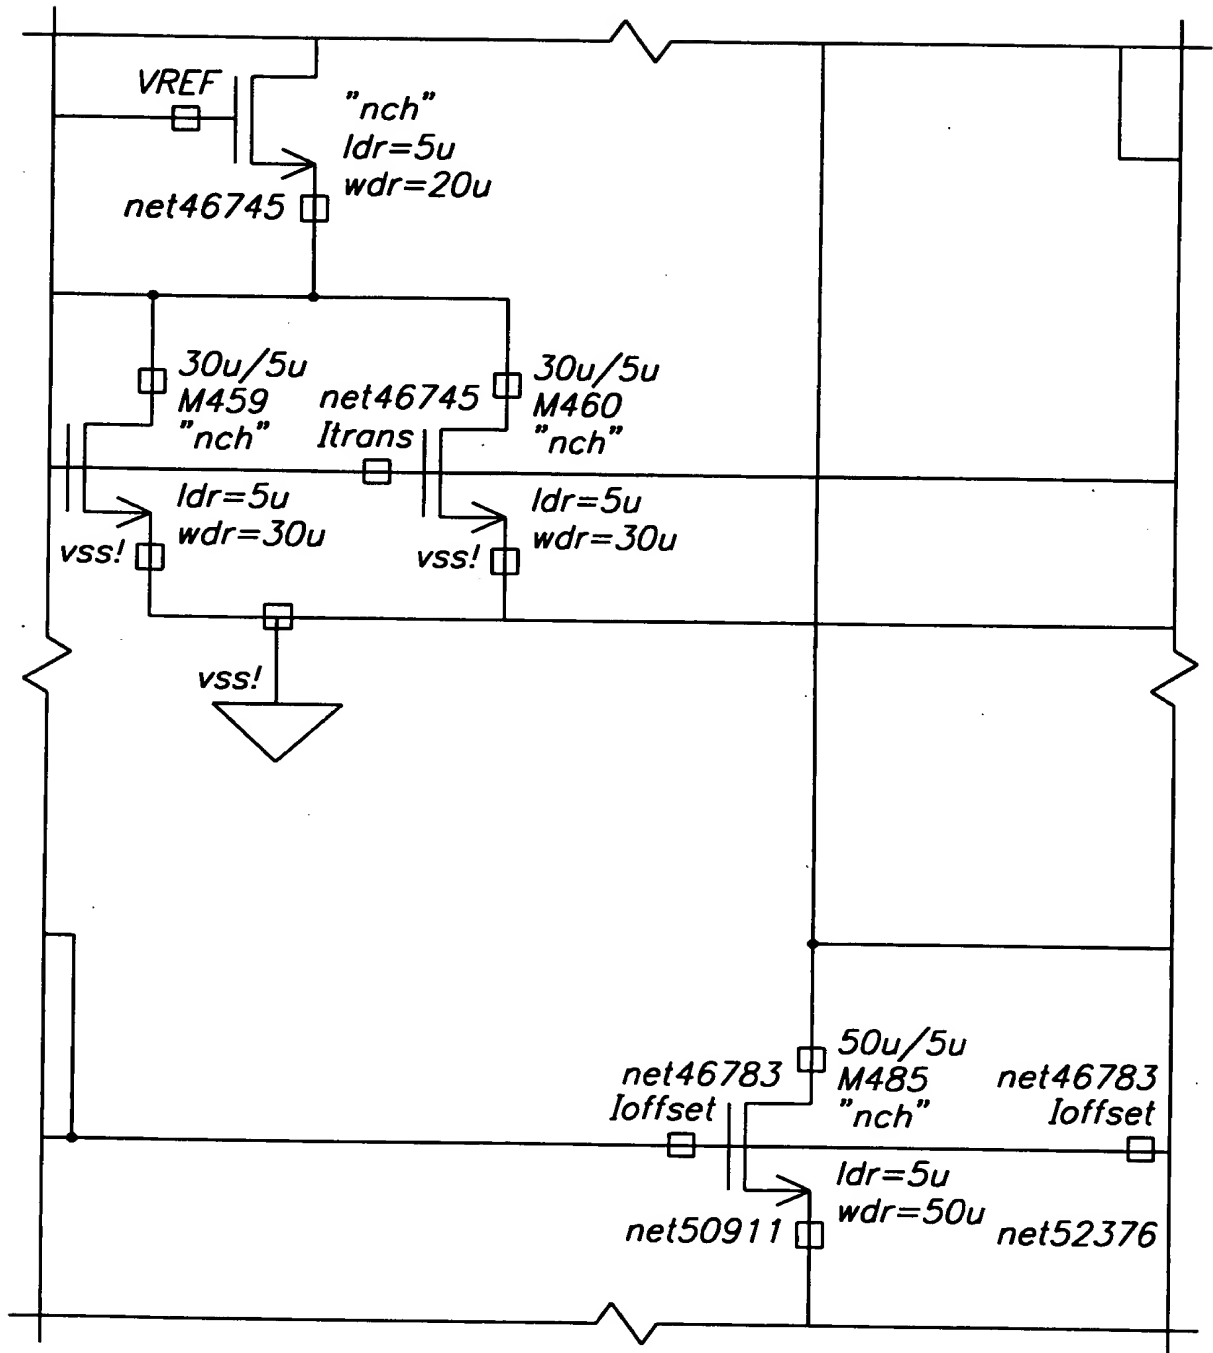 VREF
"nch"
ldr=5u
wdr=20u
net46745
30u/5u
M459
"nch"
net46745
Itrans
30u/5u
M460
"nch"
ldr=5u
wdr=30u
vss!
ldr=5u
wdr=30u
vss!
vss!
50u/5u
M485
"nch"
net46783
Ioffset
net46783
Ioffset
ldr=5u
wdr=50u
net50911
net52376